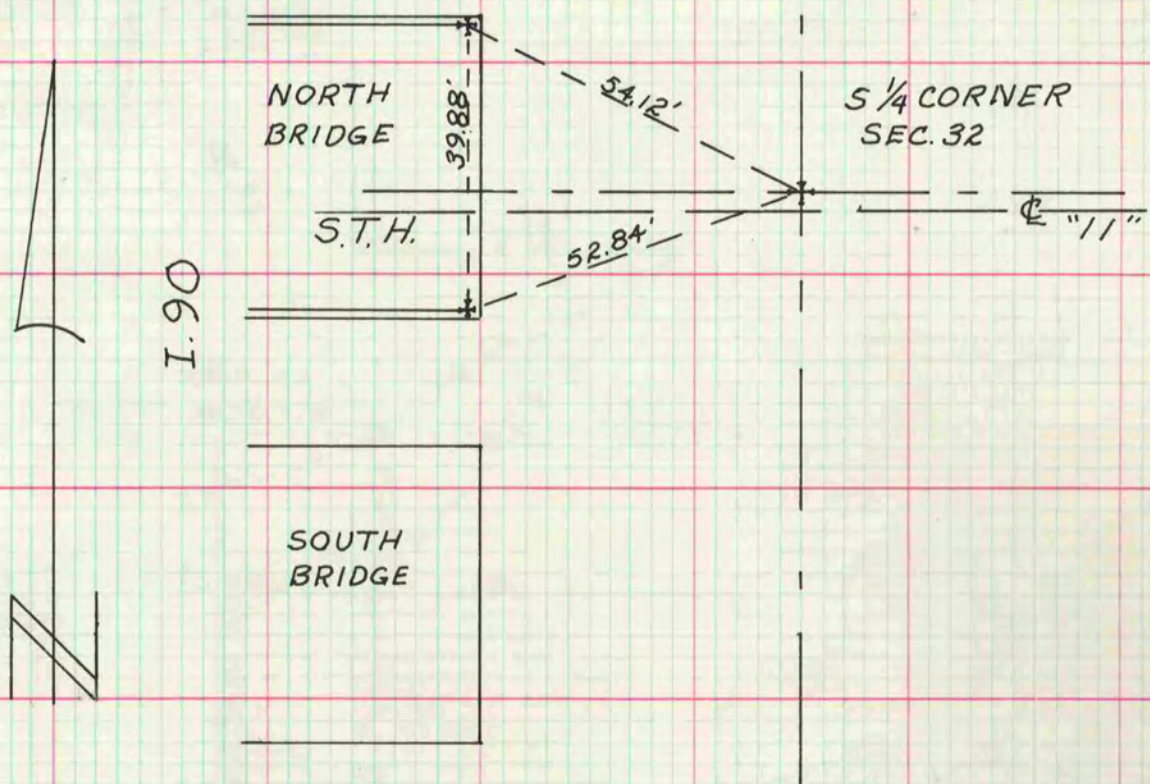 NORTH
BRIDGE
39.88'
54.12'
S 1/4 CORNER
SEC. 32
S.T.H.
52.84'
℄ "11"
I.90
SOUTH
BRIDGE
N